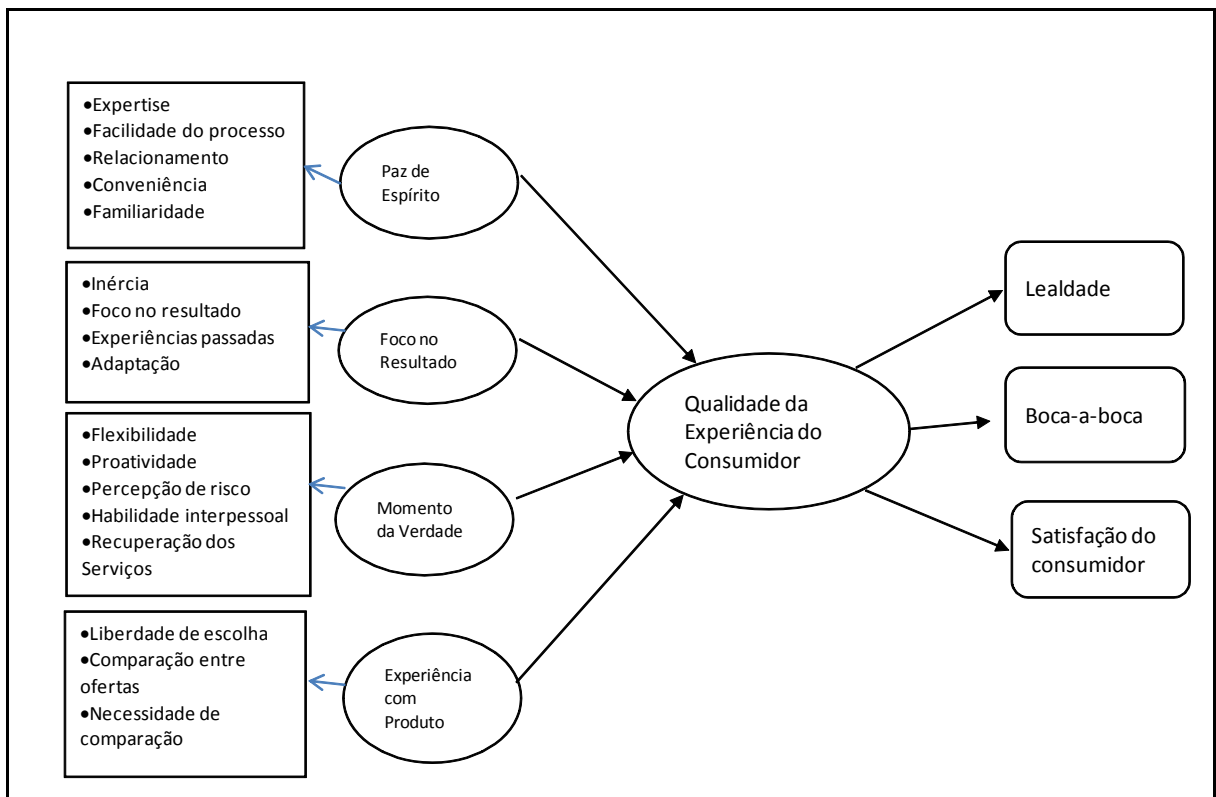 •Expertise
•Facilidade do processo
•Relacionamento
•Conveniência
•Familiaridade
Paz de
Espírito
•Inércia
•Foco no resultado
•Experiências passadas
•Adaptação
Foco no
Resultado
•Flexibilidade
•Proatividade
•Percepção de risco
•Habilidade interpessoal
•Recuperação dos
Serviços
Momento
da Verdade
•Liberdade de escolha
•Comparação entre
ofertas
•Necessidade de
comparação
Experiência
com
Produto
Qualidade da
Experiência do
Consumidor
Lealdade
Boca-a-boca
Satisfação do
consumidor